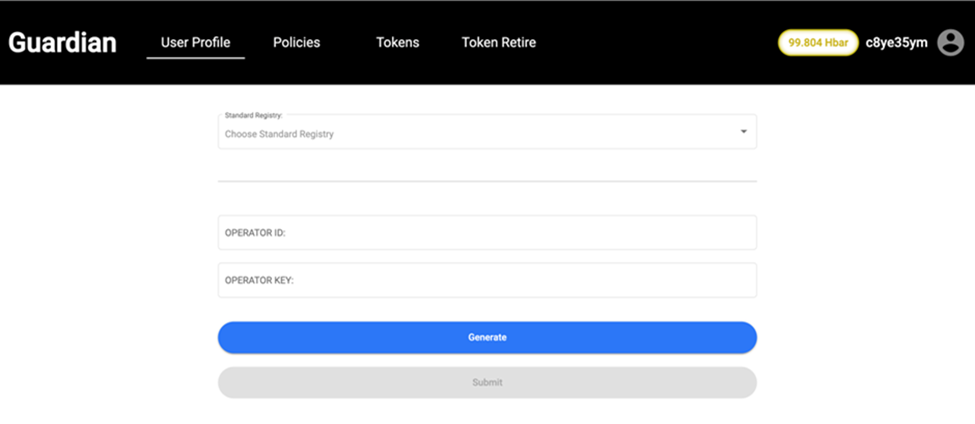 Guardian User Profile Policies Tokens Token Retire 99.804 Hbar c8ye35ym
Standard Registry:
Choose Standard Registry
OPERATOR ID:
OPERATOR KEY:
Generate
Submit